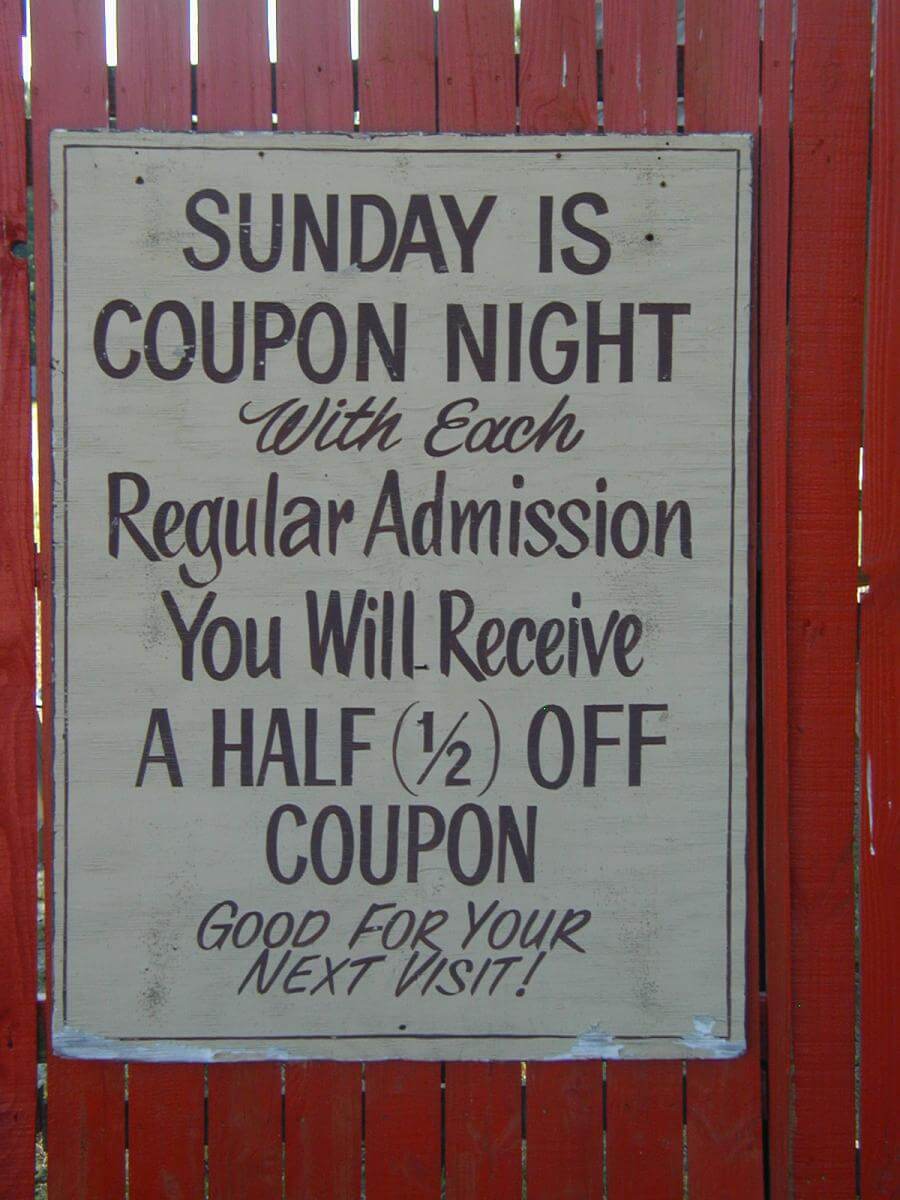 SUNDAY IS
COUPON NIGHT
With Each
Regular Admission
You Will Receive
A HALF (½) OFF
COUPON
GOOD FOR YOUR
NEXT VISIT!